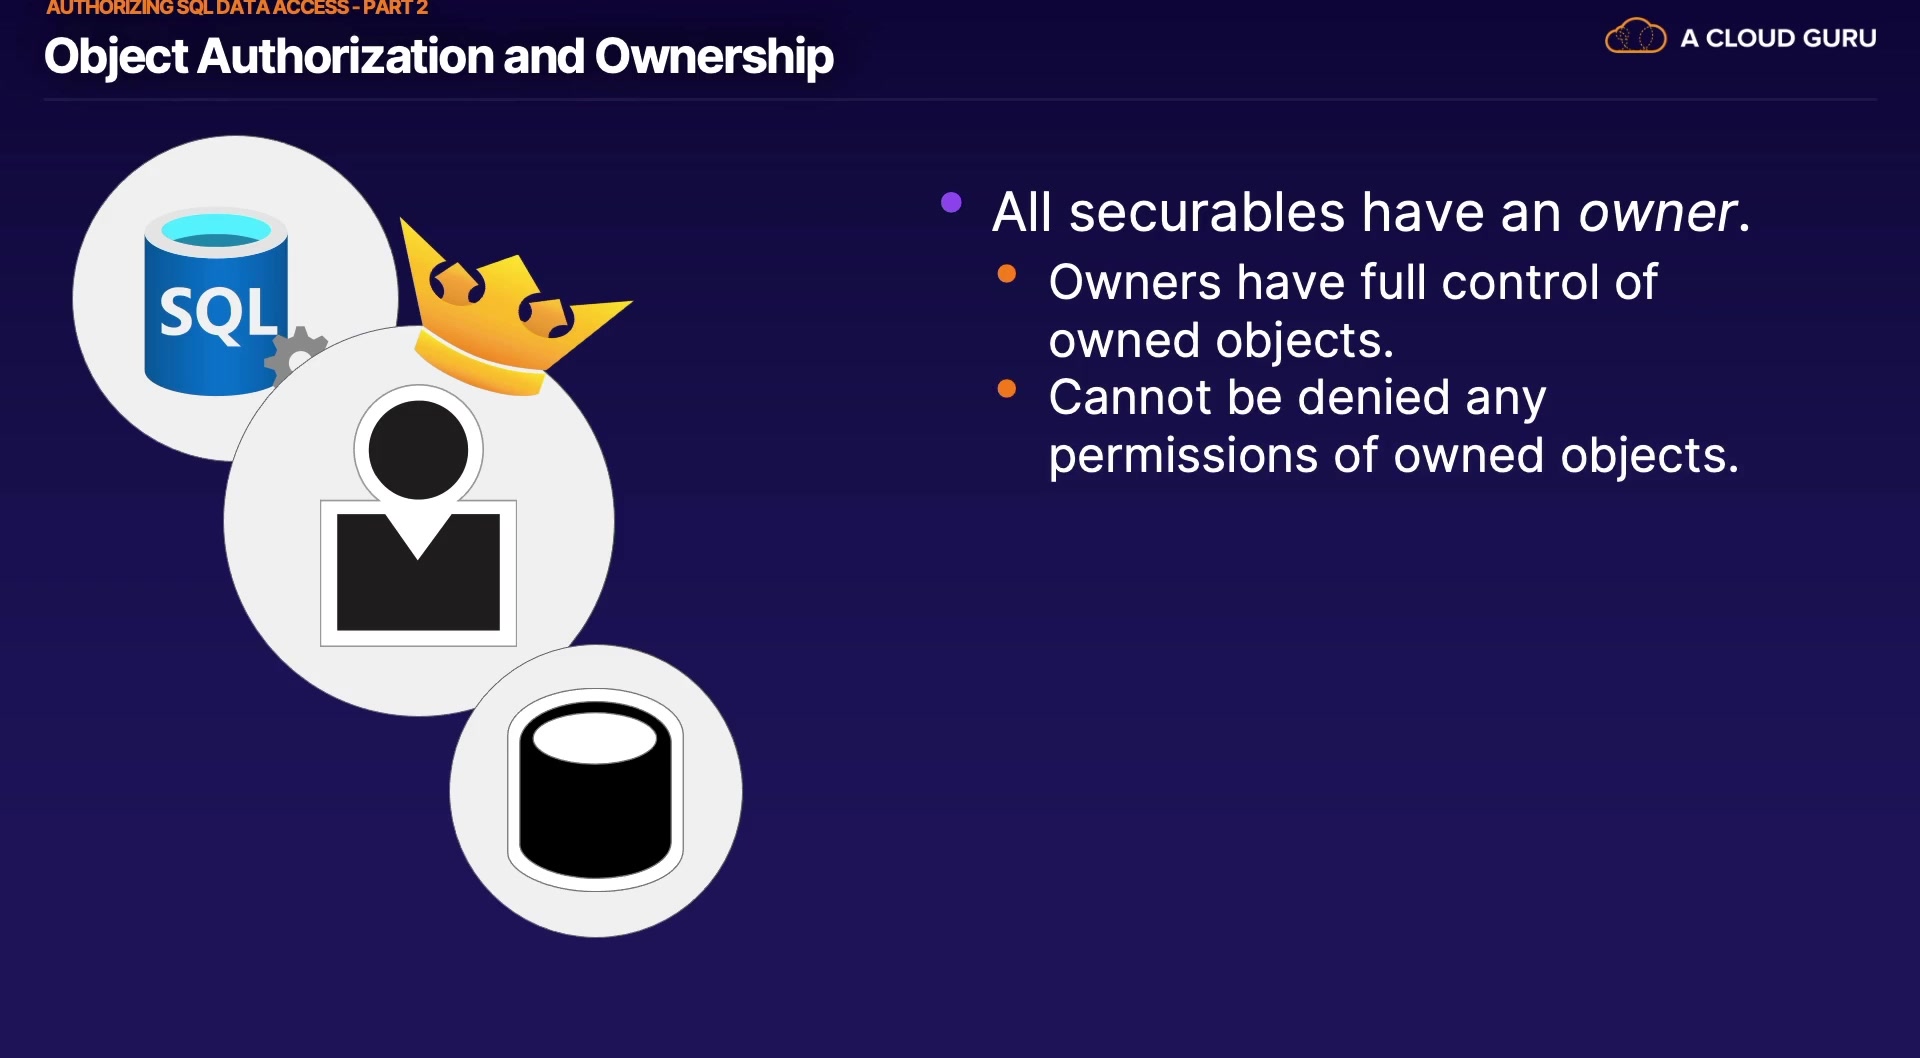 AUTHORIZING SQL DATA ACCESS - PART 2
Object Authorization and Ownership
A CLOUD GURU
SQL
All securables have an owner.
Owners have full control of
owned objects.
Cannot be denied any
permissions of owned objects.